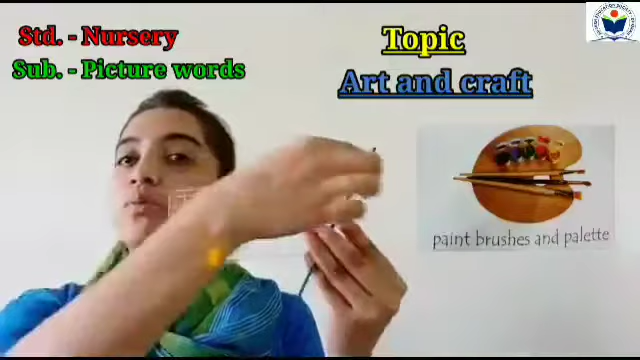 Std. - Nursery
Sub. - Picture words
Topic
Art and craft
paint brushes and palette